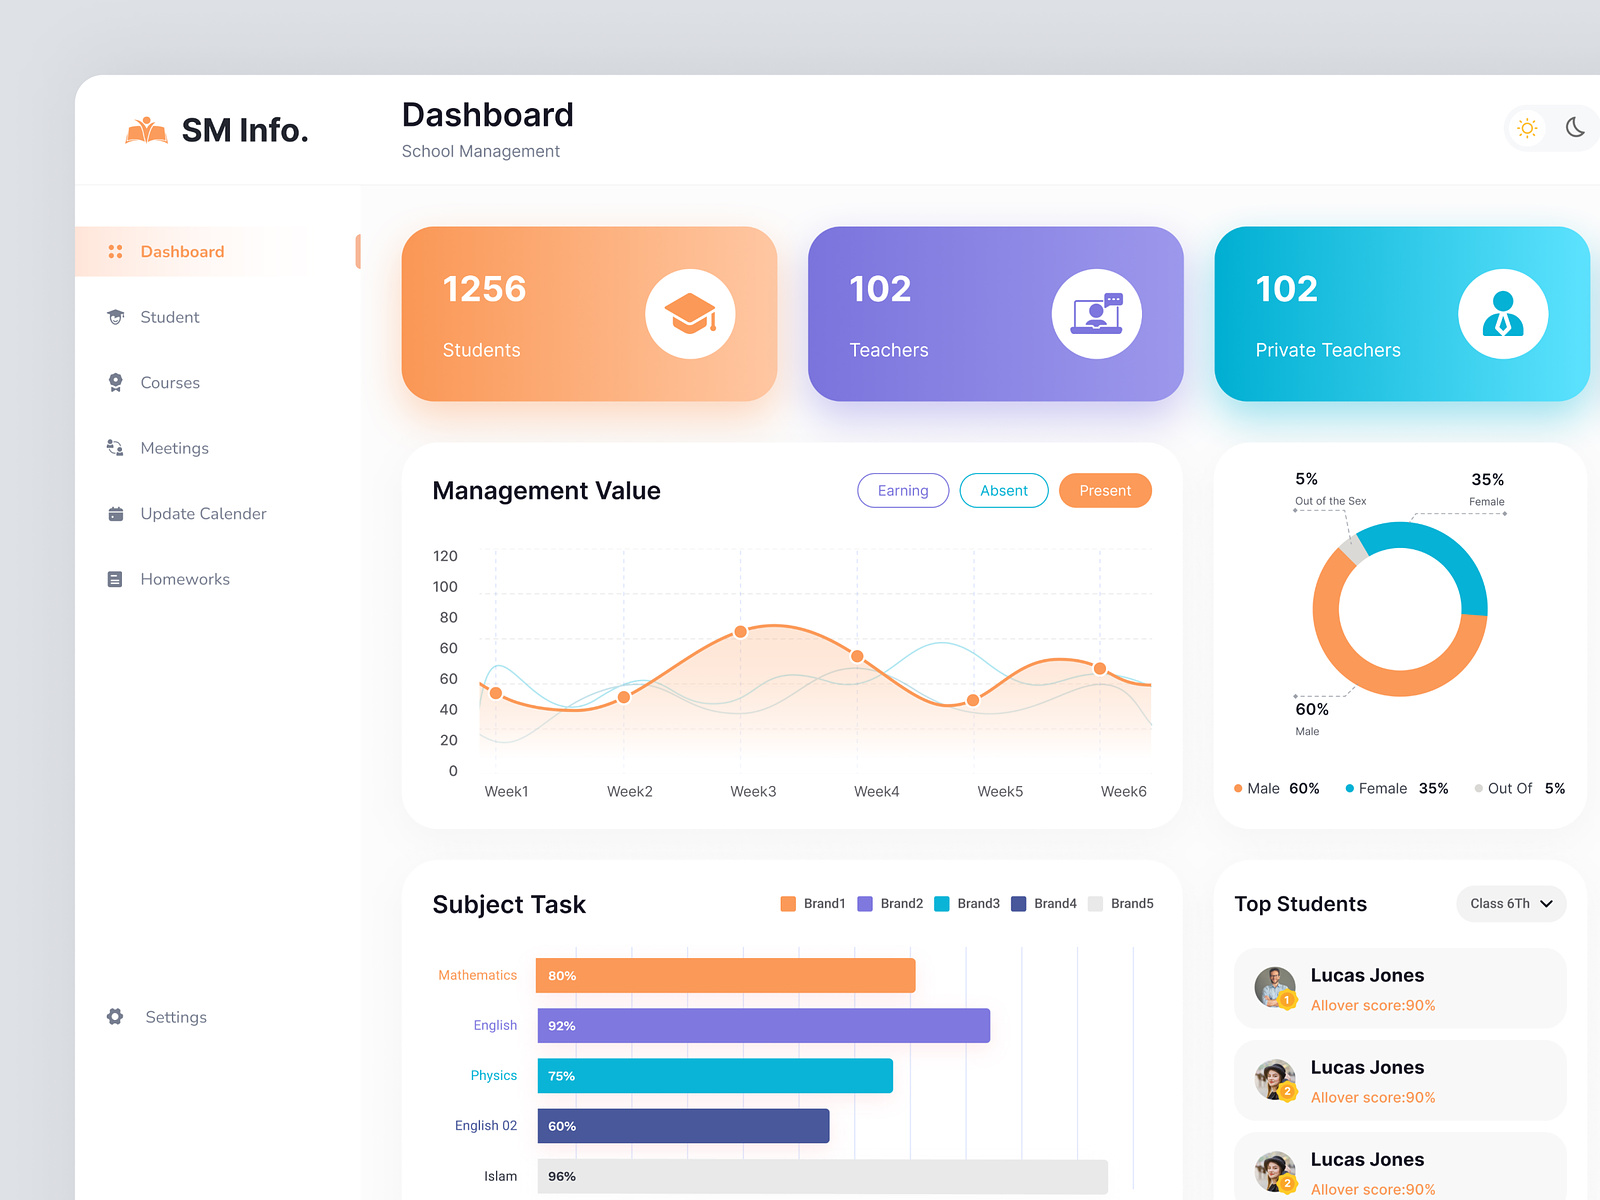 SM Info.
Dashboard
School Management
Dashboard
Student
Courses
Meetings
Update Calender
Homeworks
Settings
1256
Students
102
Teachers
102
Private Teachers
Management Value
Earning
Absent
Present
120
100
80
60
60
40
20
0
Week1
Week2
Week3
Week4
Week5
Week6
5%
Out of the Sex
35%
Female
60%
Male
Male 60%
Female 35%
Out Of 5%
Subject Task
Brand1
Brand2
Brand3
Brand4
Brand5
Mathematics 80%
English 92%
Physics 75%
English 02 60%
Islam 96%
Top Students
Class 6Th
Lucas Jones
1
Allover score:90%
Lucas Jones
2
Allover score:90%
Lucas Jones
2
Allover score:90%